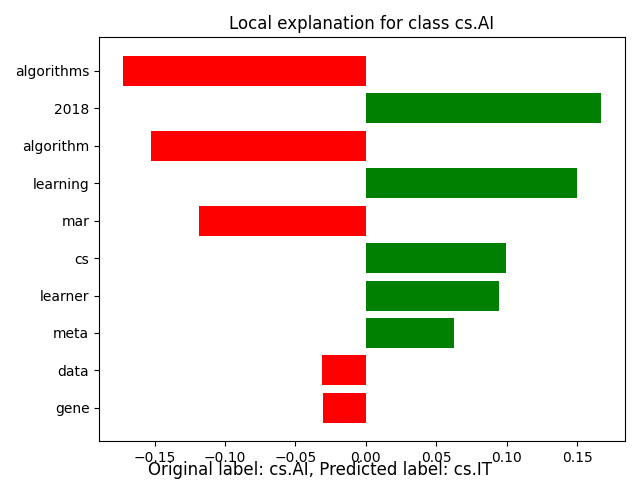 Local explanation for class cs.AI
algorithms
2018
algorithm
learning
mar
cs
learner
meta
data
gene
−0.15 −0.10 −0.05 0.00 0.05 0.10 0.15
Original label: cs.AI, Predicted label: cs.IT